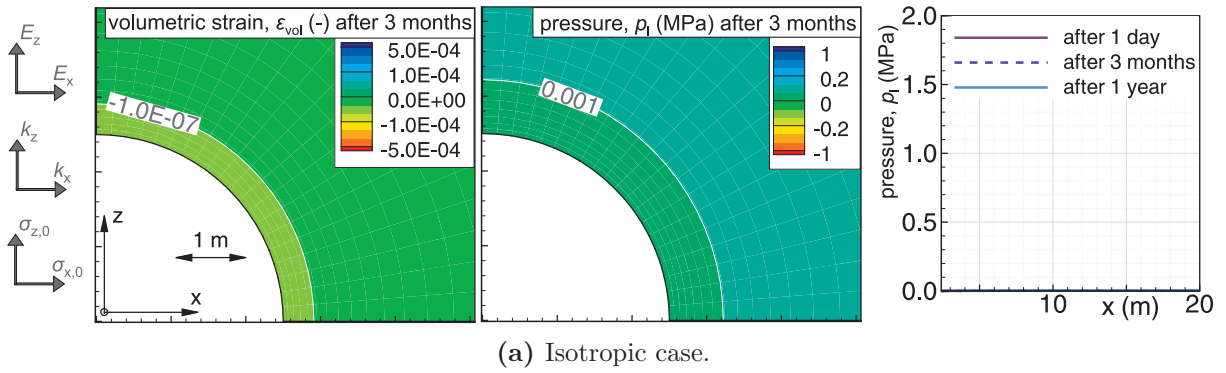 E_z
E_x
k_z
k_x
σ_z,0
σ_x,0
volumetric strain, ε_vol (-) after 3 months
5.0E-04
1.0E-04
0.0E+00
-1.0E-04
-5.0E-04
-1.0E-07
z
1 m
x
pressure, p_l (MPa) after 3 months
1
0.2
0
-0.2
-1
0.001
pressure, p_l (MPa)
2.0
1.5
1.0
0.5
0.0
after 1 day
after 3 months
after 1 year
10
x (m)
20
(a) Isotropic case.